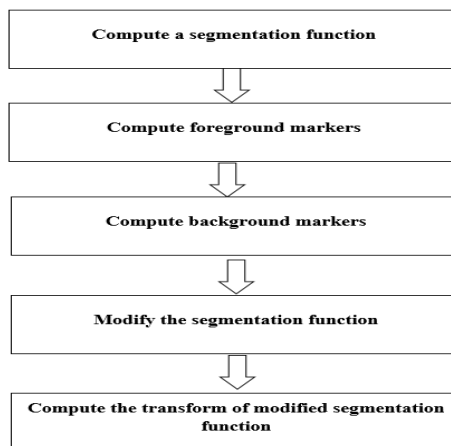 Compute a segmentation function
Compute foreground markers
Compute background markers
Modify the segmentation function
Compute the transform of modified segmentation
function